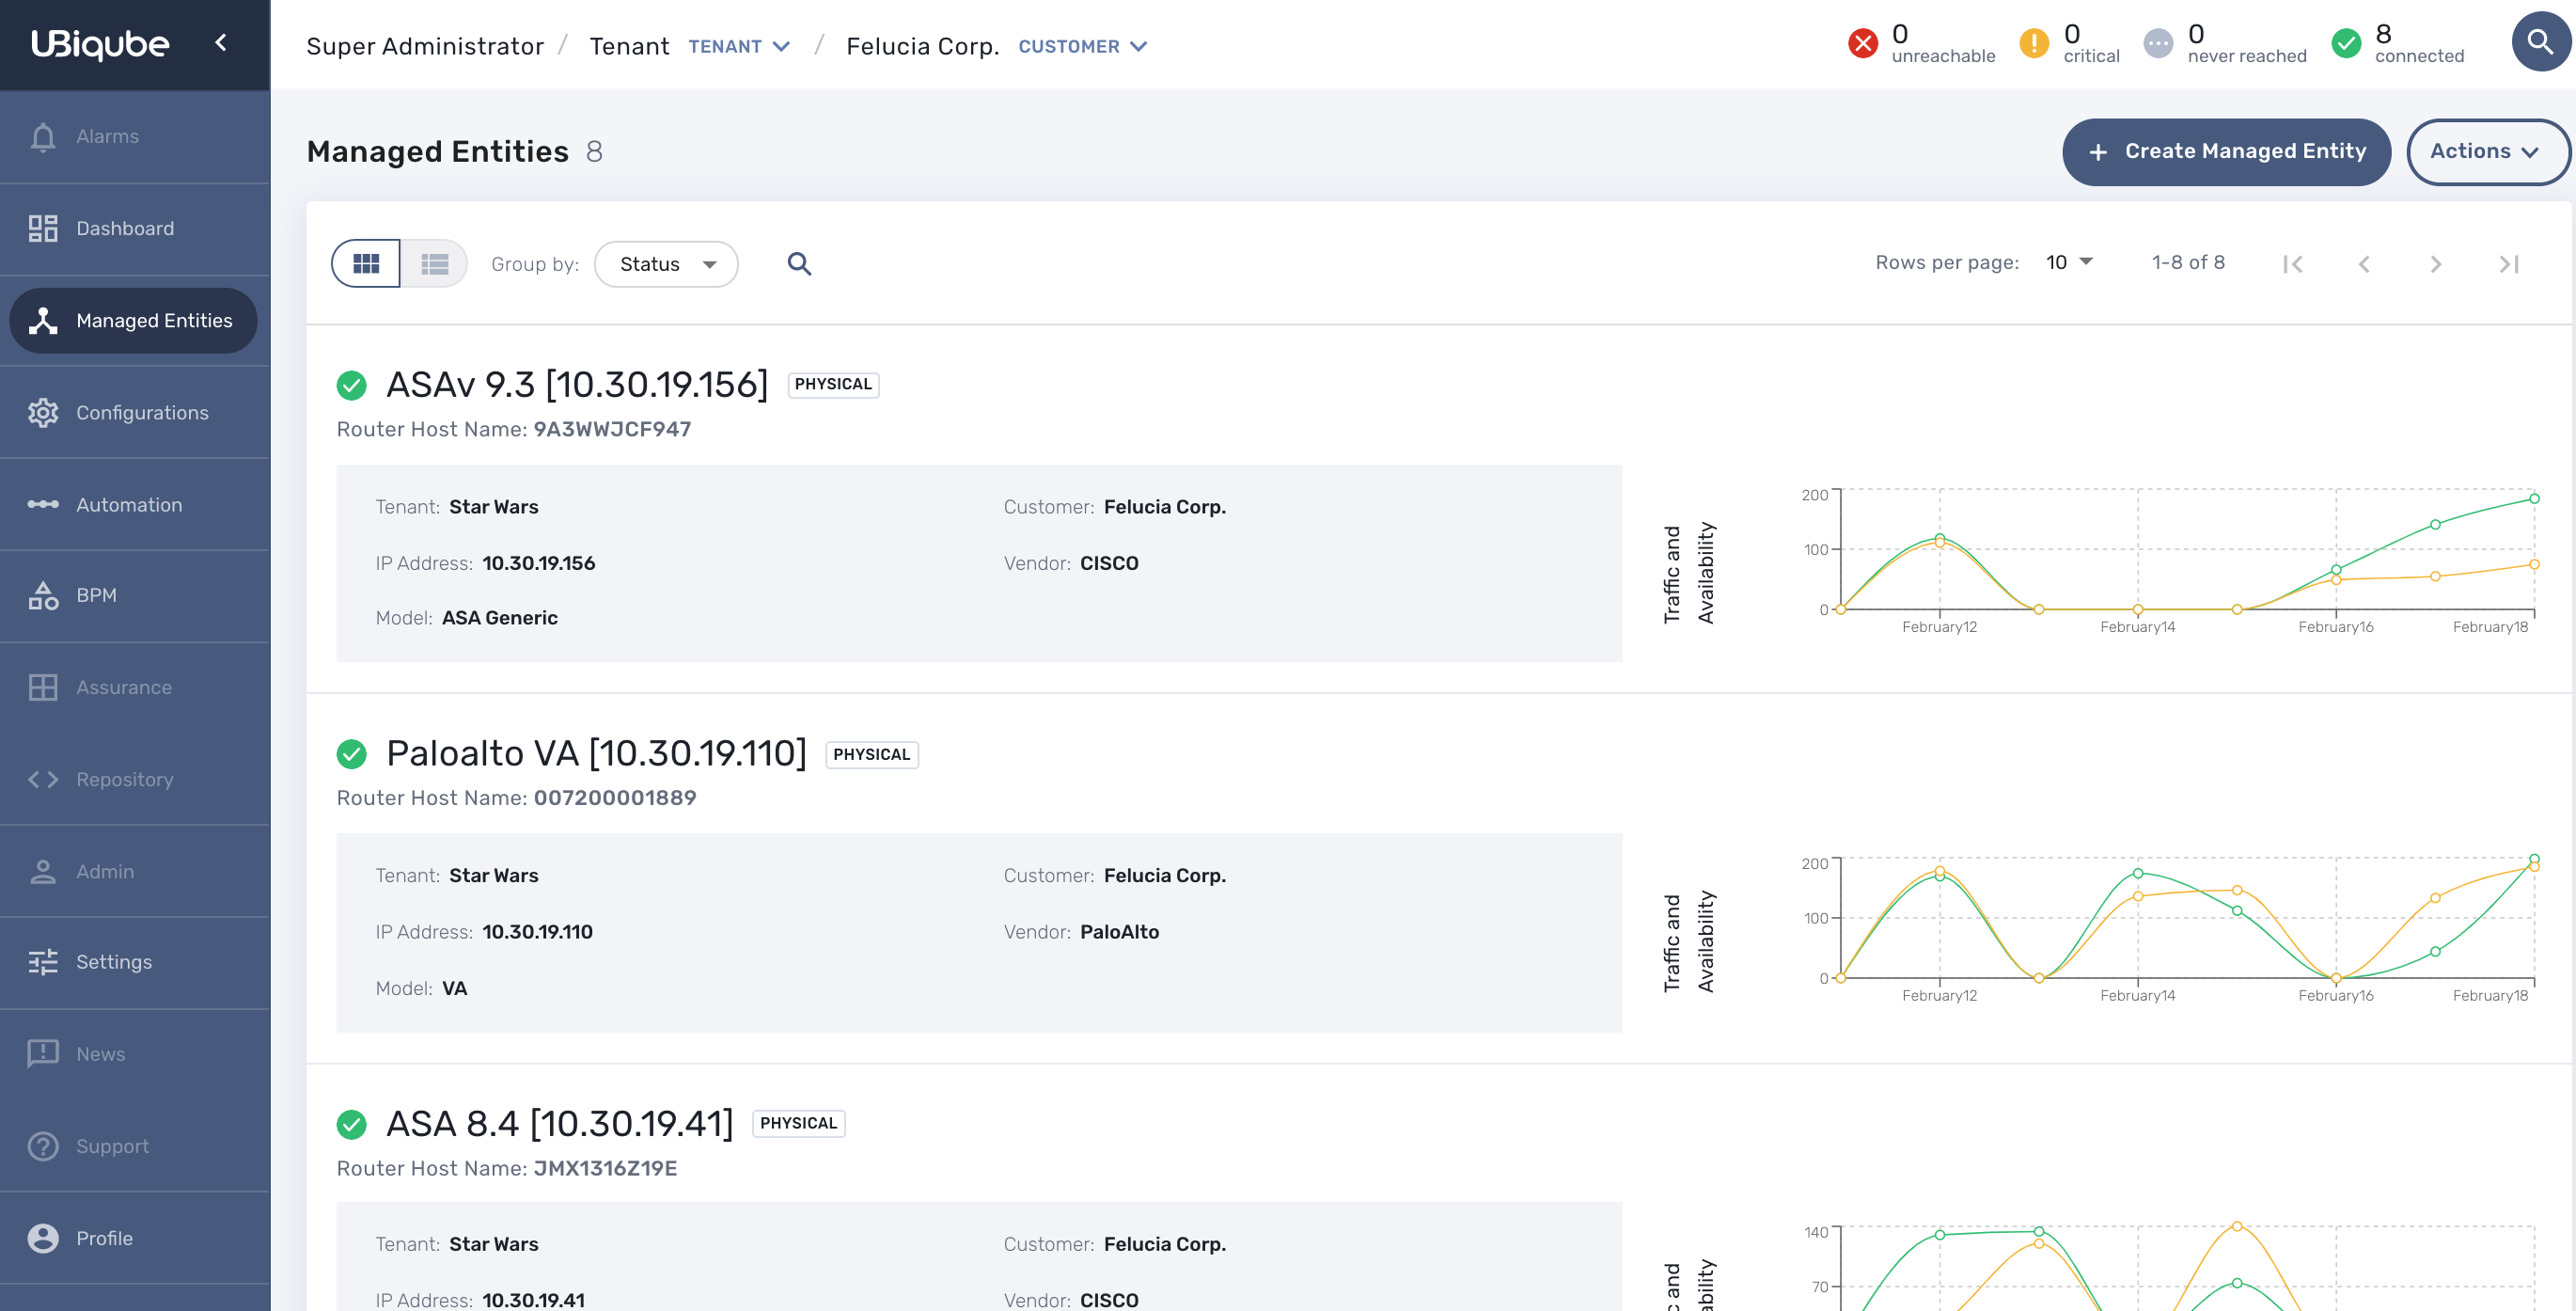 UBiqube
Super Administrator / Tenant TENANT / Felucia Corp. CUSTOMER
0 unreachable
0 critical
0 never reached
8 connected
Alarms
Dashboard
Managed Entities
Configurations
Automation
BPM
Assurance
Repository
Admin
Settings
News
Support
Profile
Managed Entities 8
+ Create Managed Entity
Actions
Group by: Status
Rows per page: 10 1-8 of 8
ASAv 9.3 [10.30.19.156] PHYSICAL
Router Host Name: 9A3WWJCF947
Tenant: Star Wars Customer: Felucia Corp.
IP Address: 10.30.19.156 Vendor: CISCO
Model: ASA Generic
Traffic and
Availability
200
100
0
February12 February14 February16 February18
Paloalto VA [10.30.19.110] PHYSICAL
Router Host Name: 007200001889
Tenant: Star Wars Customer: Felucia Corp.
IP Address: 10.30.19.110 Vendor: PaloAlto
Model: VA
Traffic and
Availability
200
100
0
February12 February14 February16 February18
ASA 8.4 [10.30.19.41] PHYSICAL
Router Host Name: JMX1316Z19E
Tenant: Star Wars Customer: Felucia Corp.
IP Address: 10.30.19.41 Vendor: CISCO
c and
ability
140
70